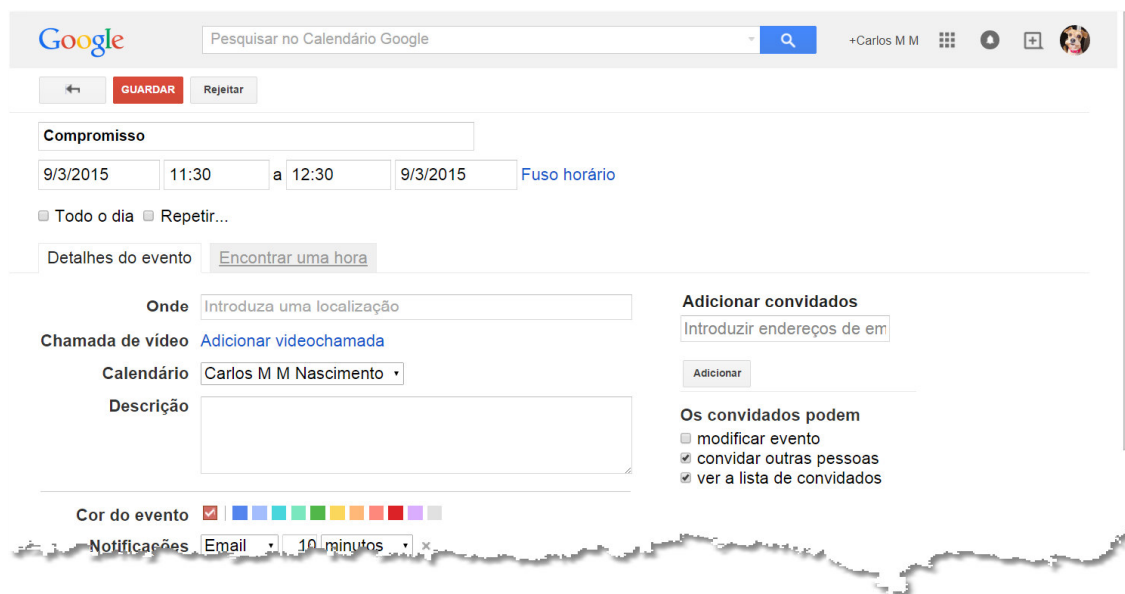 Google Pesquisar no Calendário Google +Carlos M M
GUARDAR Rejeitar
Compromisso
9/3/2015 11:30 a 12:30 9/3/2015 Fuso horário
Todo o dia Repetir...
Detalhes do evento Encontrar uma hora
Onde Introduza uma localização
Chamada de vídeo Adicionar videochamada
Calendário Carlos M M Nascimento
Descrição
Adicionar convidados
Introduzir endereços de em
Adicionar
Os convidados podem
modificar evento
convidar outras pessoas
ver a lista de convidados
Cor do evento
Notificações Email 10 minutos ×